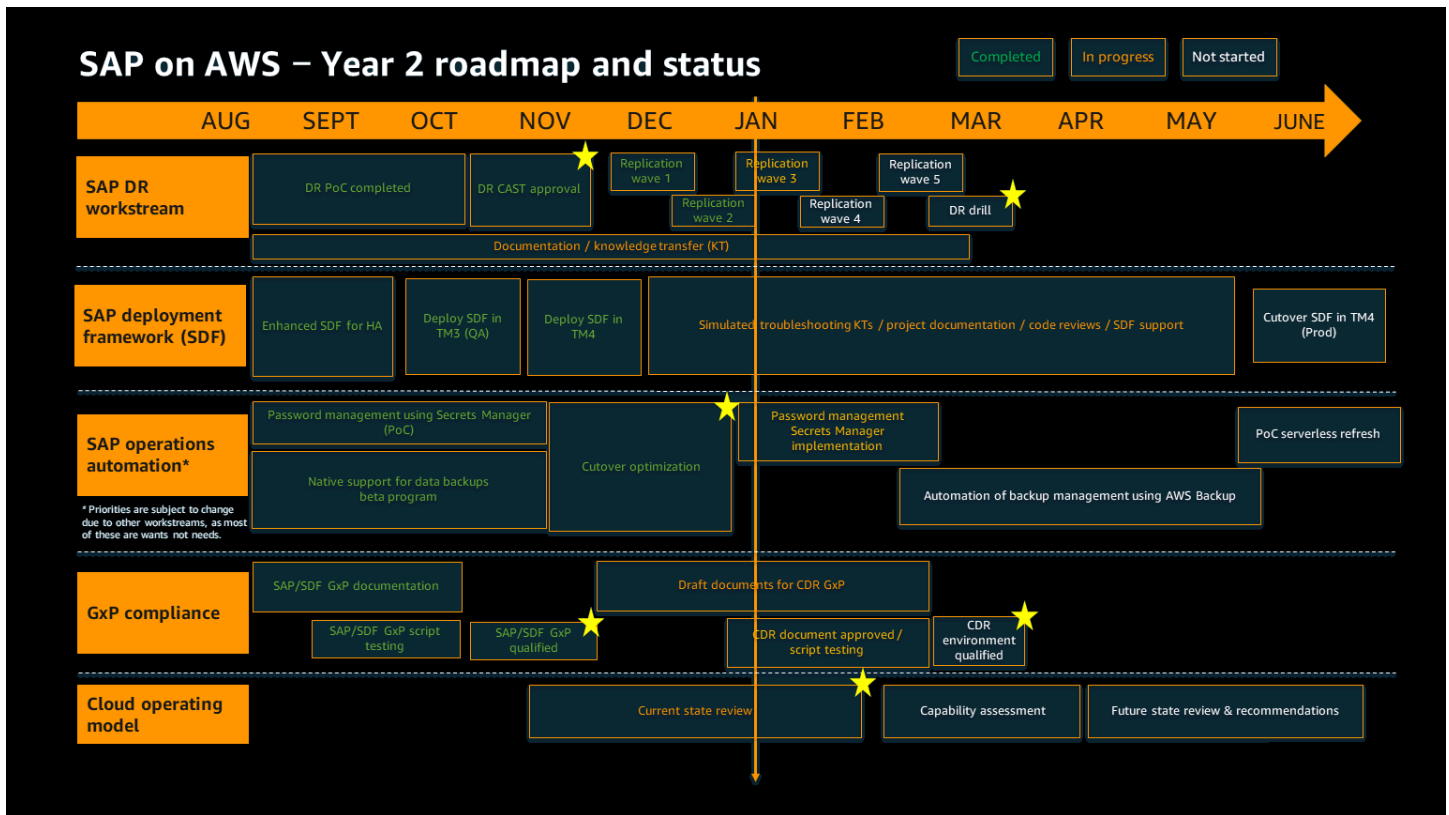 SAP on AWS – Year 2 roadmap and status
Completed
In progress
Not started
AUG SEPT OCT NOV DEC JAN FEB MAR APR MAY JUNE
SAP DR
workstream
DR PoC completed
DR CAST approval
Replication
wave 1
Replication
wave 2
Replication
wave 3
Replication
wave 4
Replication
wave 5
DR drill
Documentation / knowledge transfer (KT)
SAP deployment
framework (SDF)
Enhanced SDF for HA
Deploy SDF in
TM3 (QA)
Deploy SDF in
TM4
Simulated troubleshooting KTs / project documentation / code reviews / SDF support
Cutover SDF in TM4
(Prod)
SAP operations
automation*
* Priorities are subject to change
due to other workstreams, as most
of these are wants not needs.
Password management using Secrets Manager
(PoC)
Native support for data backups
beta program
Cutover optimization
Password management
Secrets Manager
implementation
Automation of backup management using AWS Backup
PoC serverless refresh
GxP compliance
SAP/SDF GxP documentation
SAP/SDF GxP script
testing
SAP/SDF GxP
qualified
Draft documents for CDR GxP
CDR document approved /
script testing
CDR
environment
qualified
Cloud operating
model
Current state review
Capability assessment
Future state review & recommendations